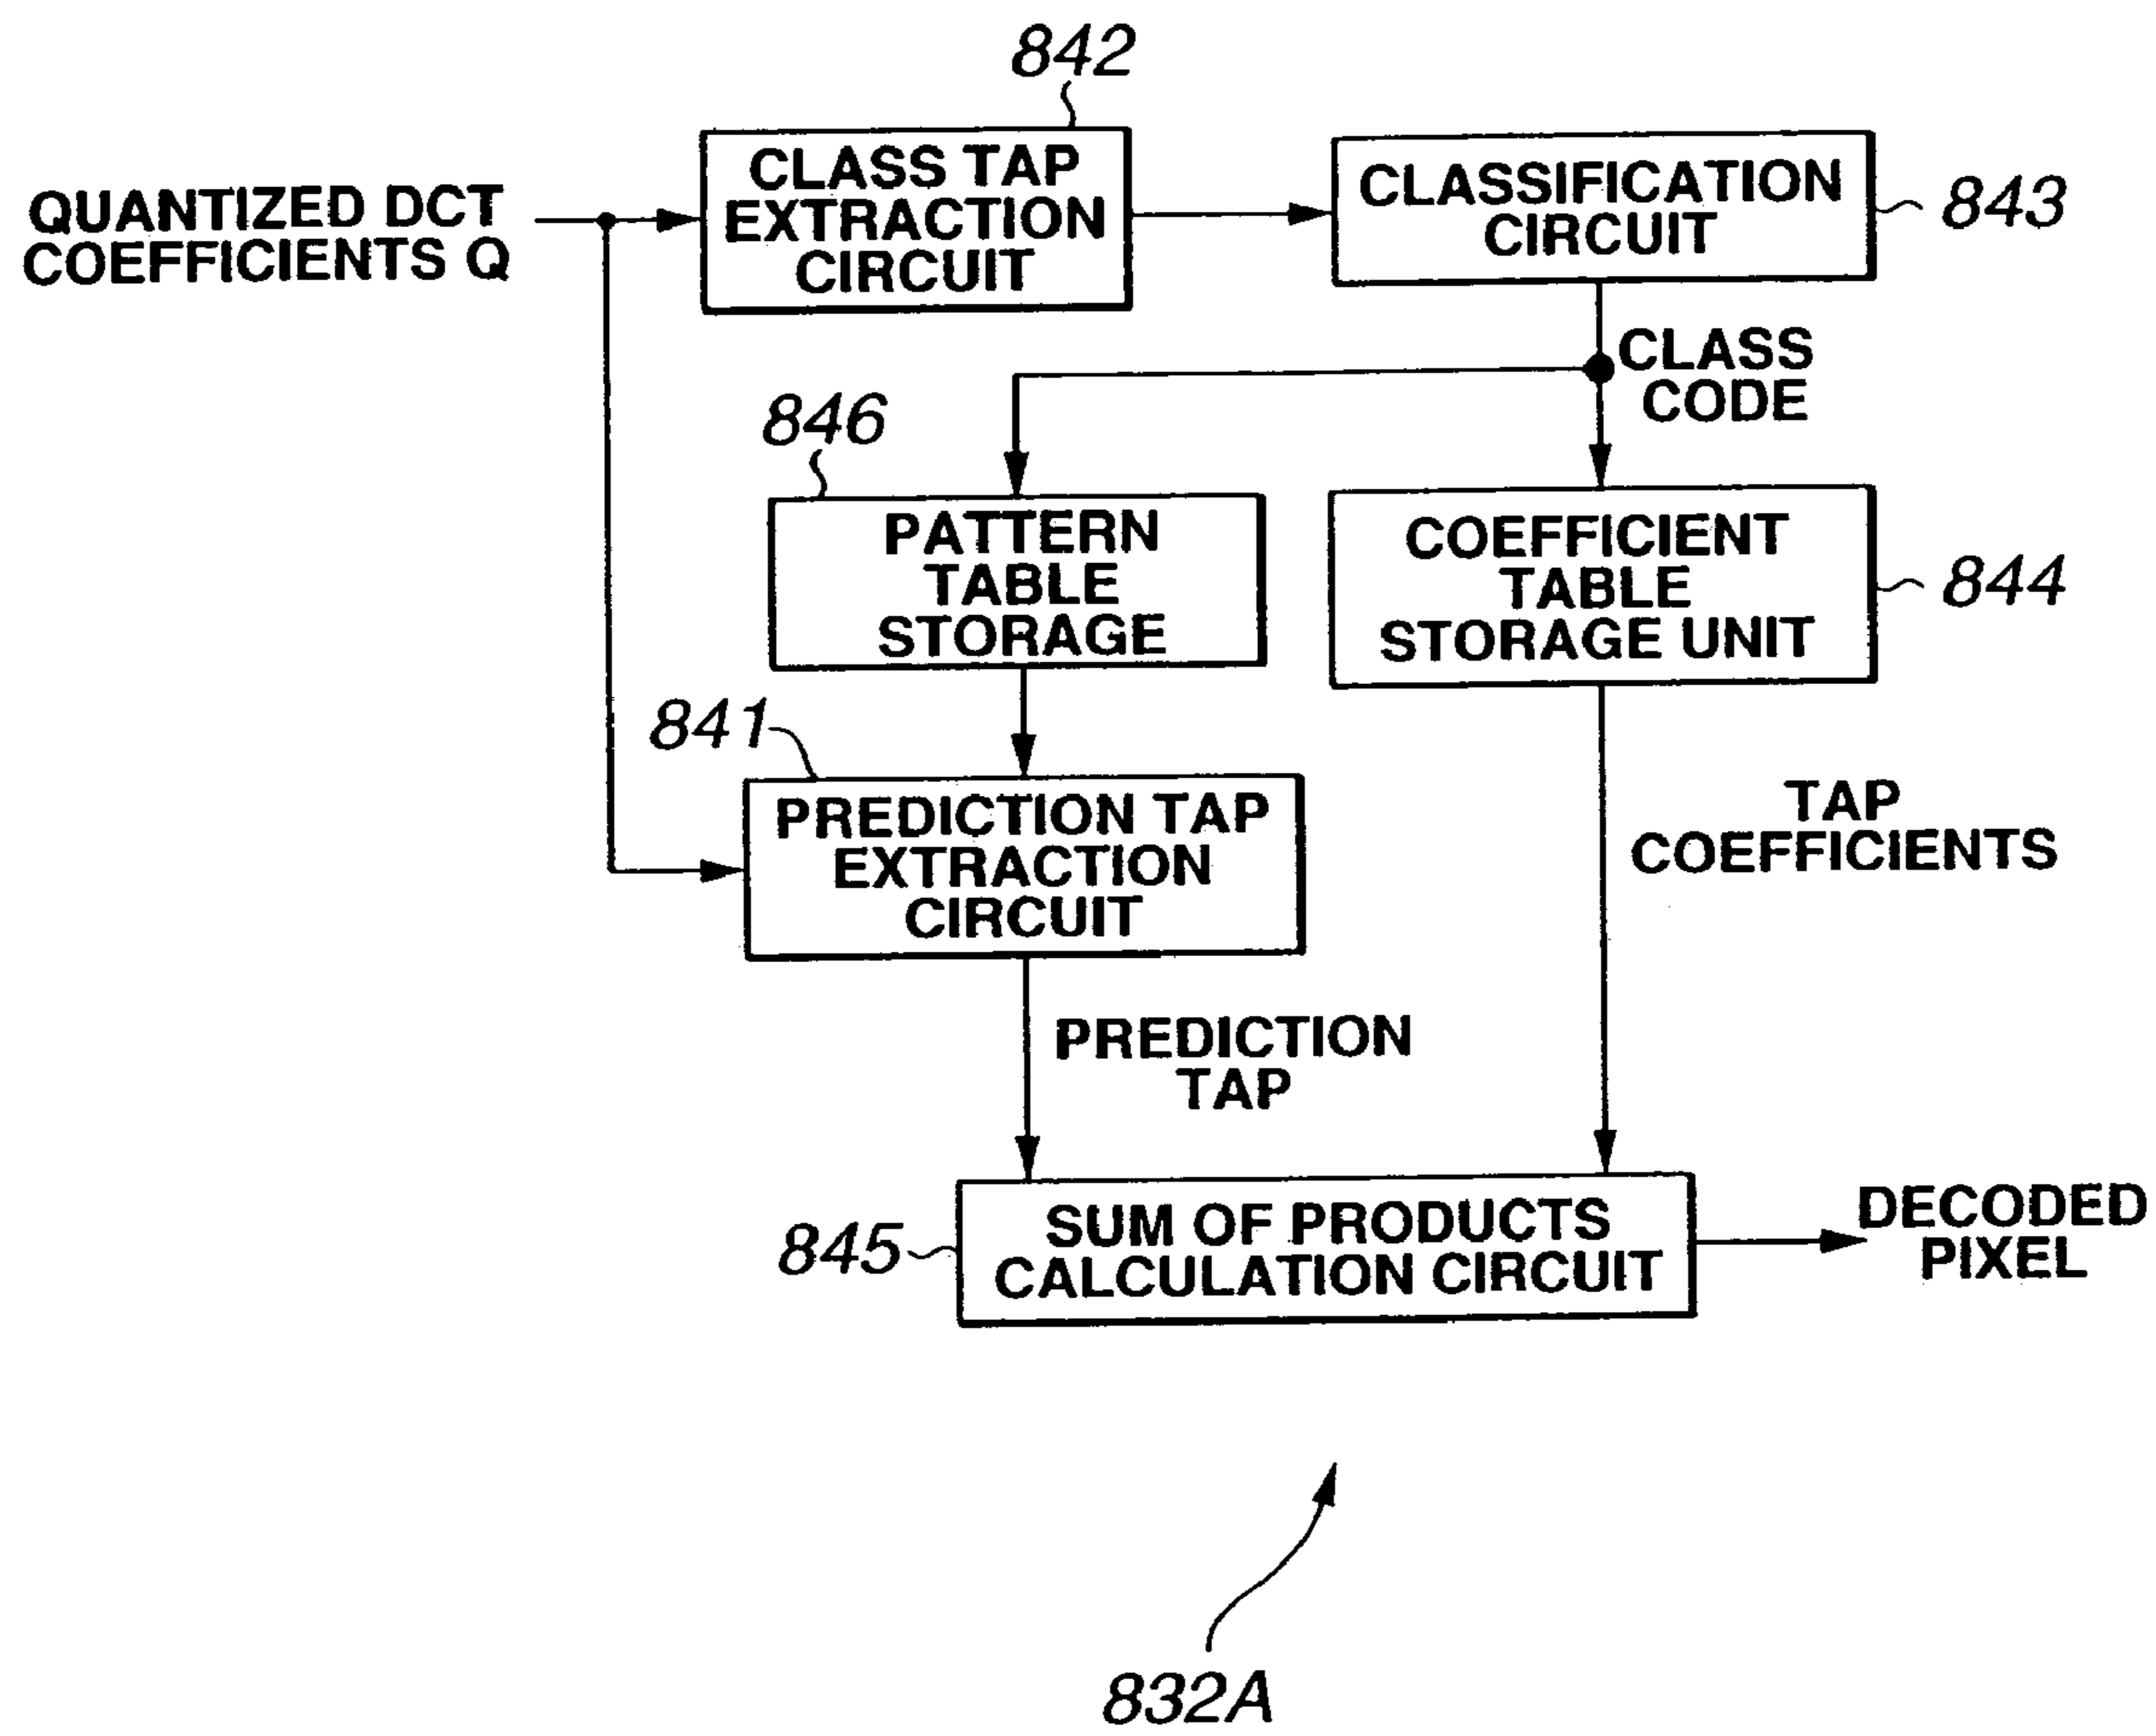 842
CLASS TAP
EXTRACTION
CIRCUIT
CLASSIFICATION
CIRCUIT
843
QUANTIZED DCT
COEFFICIENTS Q
CLASS
CODE
846
PATTERN
TABLE
STORAGE
COEFFICIENT
TABLE
STORAGE UNIT
844
841
PREDICTION TAP
EXTRACTION
CIRCUIT
TAP
COEFFICIENTS
PREDICTION
TAP
845
SUM OF PRODUCTS
CALCULATION CIRCUIT
DECODED
PIXEL
832A